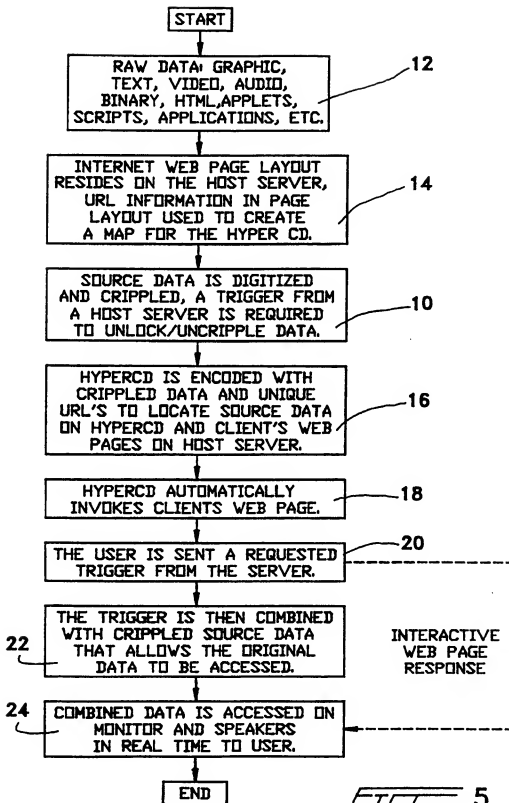 START
RAW DATA: GRAPHIC,
TEXT, VIDEO, AUDIO,
BINARY, HTML,APPLETS,
SCRIPTS, APPLICATIONS, ETC.
12
INTERNET WEB PAGE LAYOUT
RESIDES ON THE HOST SERVER,
URL INFORMATION IN PAGE
LAYOUT USED TO CREATE
A MAP FOR THE HYPER CD.
14
SOURCE DATA IS DIGITIZED
AND CRIPPLED, A TRIGGER FROM
A HOST SERVER IS REQUIRED
TO UNLOCK/UNCRIPPLE DATA.
10
HYPERCD IS ENCODED WITH
CRIPPLED DATA AND UNIQUE
URL'S TO LOCATE SOURCE DATA
ON HYPERCD AND CLIENT'S WEB
PAGES ON HOST SERVER.
16
HYPERCD AUTOMATICALLY
INVOKES CLIENTS WEB PAGE.
18
THE USER IS SENT A REQUESTED
TRIGGER FROM THE SERVER.
20
THE TRIGGER IS THEN COMBINED
WITH CRIPPLED SOURCE DATA
THAT ALLOWS THE ORIGINAL
DATA TO BE ACCESSED.
22
INTERACTIVE
WEB PAGE
RESPONSE
COMBINED DATA IS ACCESSED ON
MONITOR AND SPEAKERS
IN REAL TIME TO USER.
24
END
5